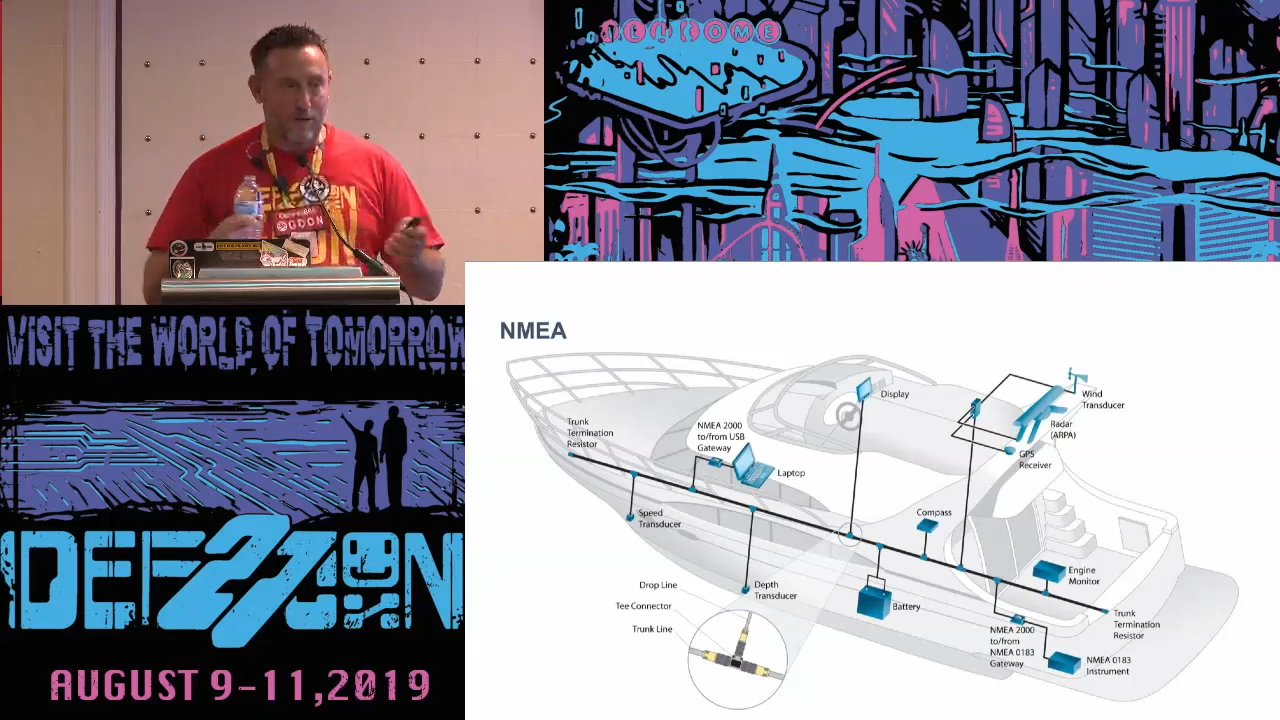 WELCOME
VISIT THE WORLD OF TOMORROW
DEF CON
27
AUGUST 9-11,2019
NMEA
Display
Wind
Transducer
Radar
(ARPA)
GPS
Receiver
Trunk
Termination
Resistor
NMEA 2000
to/from USB
Gateway
Laptop
Speed
Transducer
Compass
Engine
Monitor
Depth
Transducer
Drop Line
Tee Connector
Trunk Line
Battery
Trunk
Termination
Resistor
NMEA 2000
to/from
NMEA 0183
Gateway
NMEA 0183
Instrument